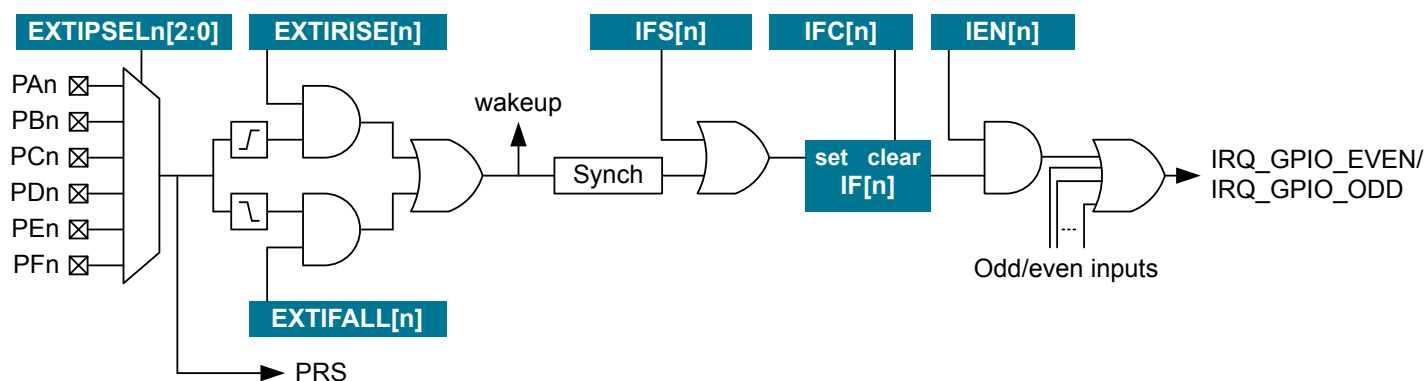 EXTIPSELn[2:0]
EXTIRISE[n]
IFS[n]
IFC[n]
IEN[n]
PAn
PBn
PCn
PDn
PEn
PFn
wakeup
Synch
set clear
IF[n]
IRQ_GPIO_EVEN/
IRQ_GPIO_ODD
Odd/even inputs
EXTIFALL[n]
PRS